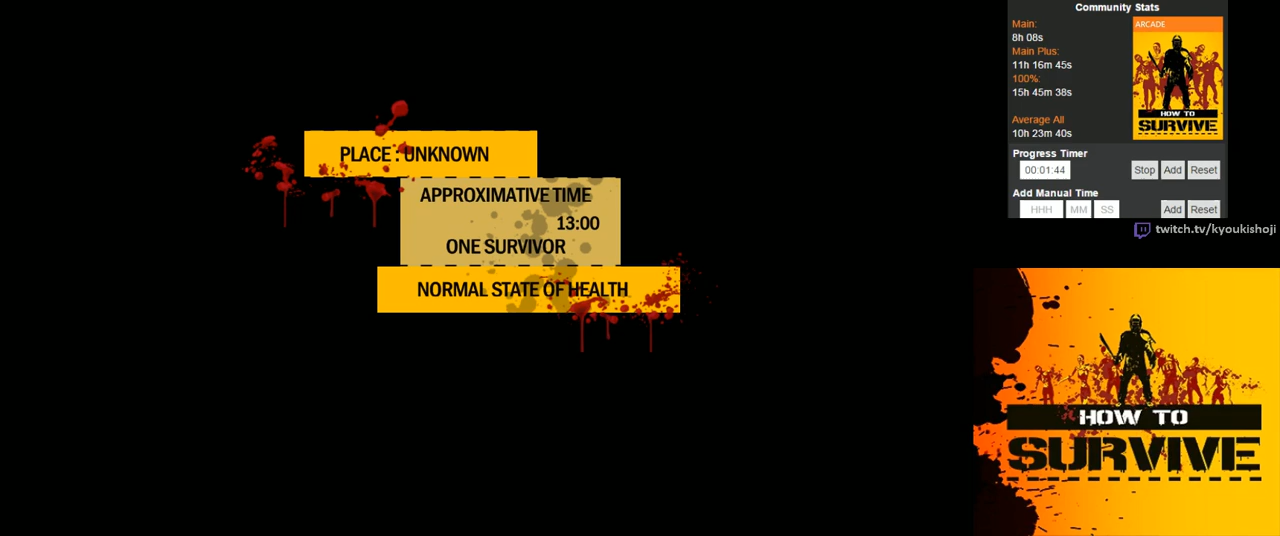 PLACE : UNKNOWN
APPROXIMATIVE TIME
13:00
ONE SURVIVOR
NORMAL STATE OF HEALTH
Community Stats
Main:
8h 08s
Main Plus:
11h 16m 45s
100%:
15h 45m 38s
Average All
10h 23m 40s
ARCADE
HOW TO
SURVIVE
Progress Timer
00:01:44 Stop Add Reset
Add Manual Time
HHH MM SS Add Reset
twitch.tv/kyoukishoji
HOW TO
SURVIVE